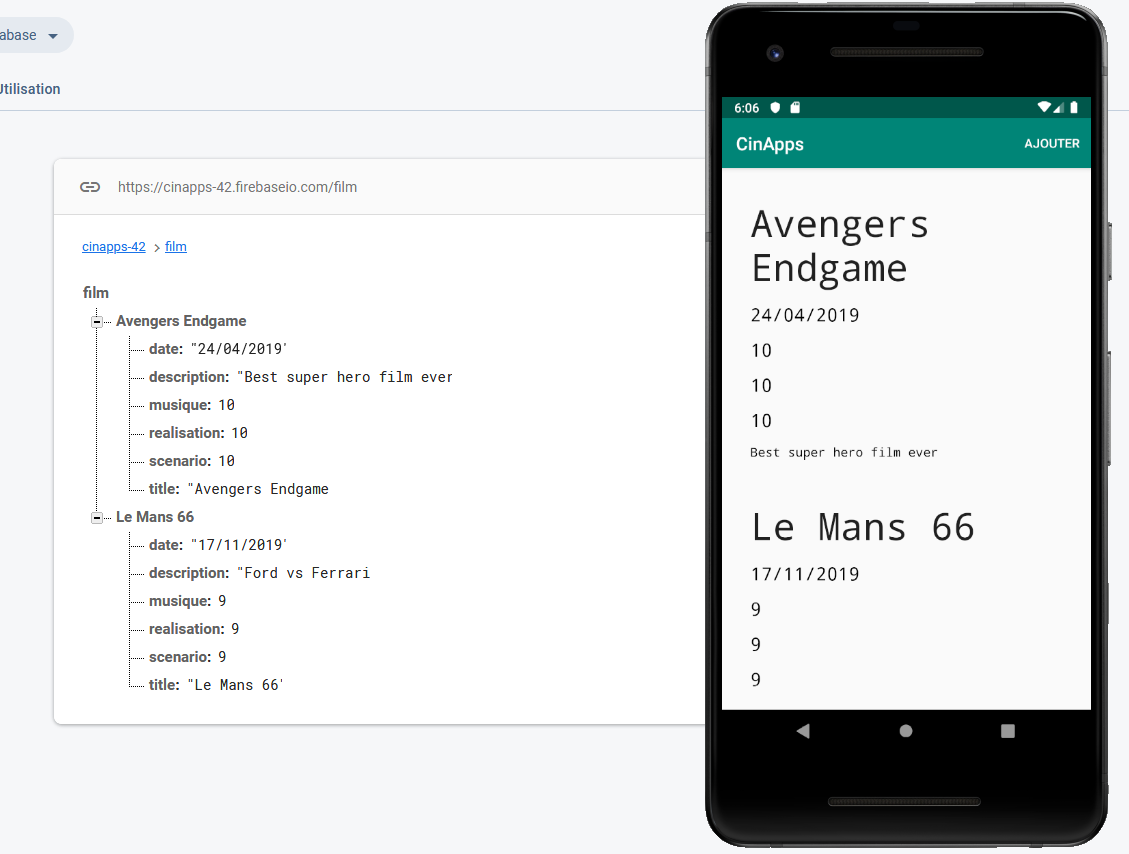 abase
Utilisation
https://cinapps-42.firebaseio.com/film
cinapps-42 > film
film
Avengers Endgame
date: "24/04/2019"
description: "Best super hero film ever
musique: 10
realisation: 10
scenario: 10
title: "Avengers Endgame
Le Mans 66
date: "17/11/2019"
description: "Ford vs Ferrari
musique: 9
realisation: 9
scenario: 9
title: "Le Mans 66"
6:06
CinApps AJOUTER
Avengers
Endgame
24/04/2019
10
10
10
Best super hero film ever
Le Mans 66
17/11/2019
9
9
9